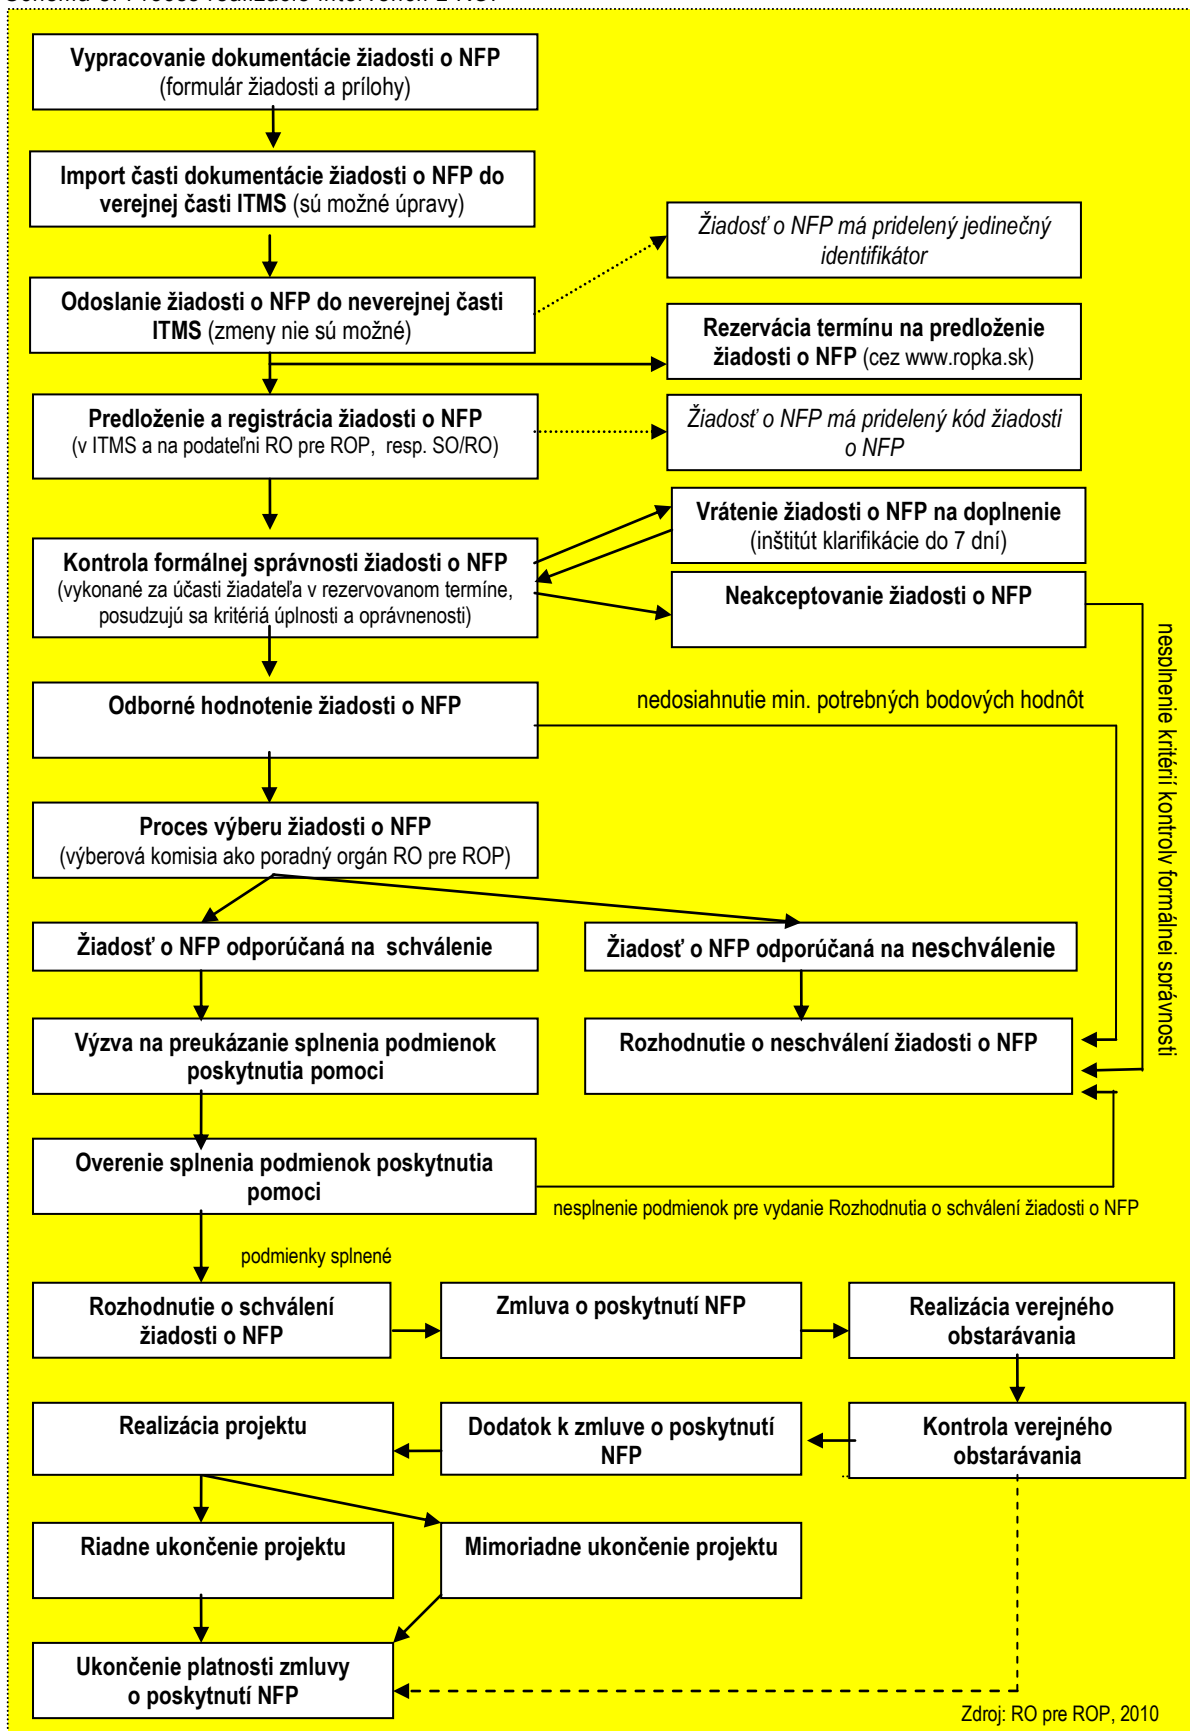 Vypracovanie dokumentácie žiadosti o NFP
(formulár žiadosti a prílohy)
Import časti dokumentácie žiadosti o NFP do
verejnej časti ITMS (sú možné úpravy)
Žiadosť o NFP má pridelený jedinečný
identifikátor
Odoslanie žiadosti o NFP do neverejnej časti
ITMS (zmeny nie sú možné)
Rezervácia termínu na predloženie
žiadosti o NFP (cez www.ropka.sk)
Predloženie a registrácia žiadosti o NFP
(v ITMS a na podateľni RO pre ROP, resp. SO/RO)
Žiadosť o NFP má pridelený kód žiadosti
o NFP
Vrátenie žiadosti o NFP na doplnenie
(inštitút klarifikácie do 7 dní)
Kontrola formálnej správnosti žiadosti o NFP
(vykonané za účasti žiadateľa v rezervovanom termíne,
posudzujú sa kritériá úplnosti a oprávnenosti)
Neakceptovanie žiadosti o NFP
nesplnenie kritérií kontroly formálnej správnosti
Odborné hodnotenie žiadosti o NFP
nedosiahnutie min. potrebných bodových hodnôt
Proces výberu žiadosti o NFP
(výberová komisia ako poradný orgán RO pre ROP)
Žiadosť o NFP odporúčaná na schválenie
Žiadosť o NFP odporúčaná na neschválenie
Výzva na preukázanie splnenia podmienok
poskytnutia pomoci
Rozhodnutie o neschválení žiadosti o NFP
Overenie splnenia podmienok poskytnutia
pomoci
nesplnenie podmienok pre vydanie Rozhodnutia o schválení žiadosti o NFP
podmienky splnené
Rozhodnutie o schválení
žiadosti o NFP
Zmluva o poskytnutí NFP
Realizácia verejného
obstarávania
Realizácia projektu
Dodatok k zmluve o poskytnutí
NFP
Kontrola verejného
obstarávania
Riadne ukončenie projektu
Mimoriadne ukončenie projektu
Ukončenie platnosti zmluvy
o poskytnutí NFP
Zdroj: RO pre ROP, 2010